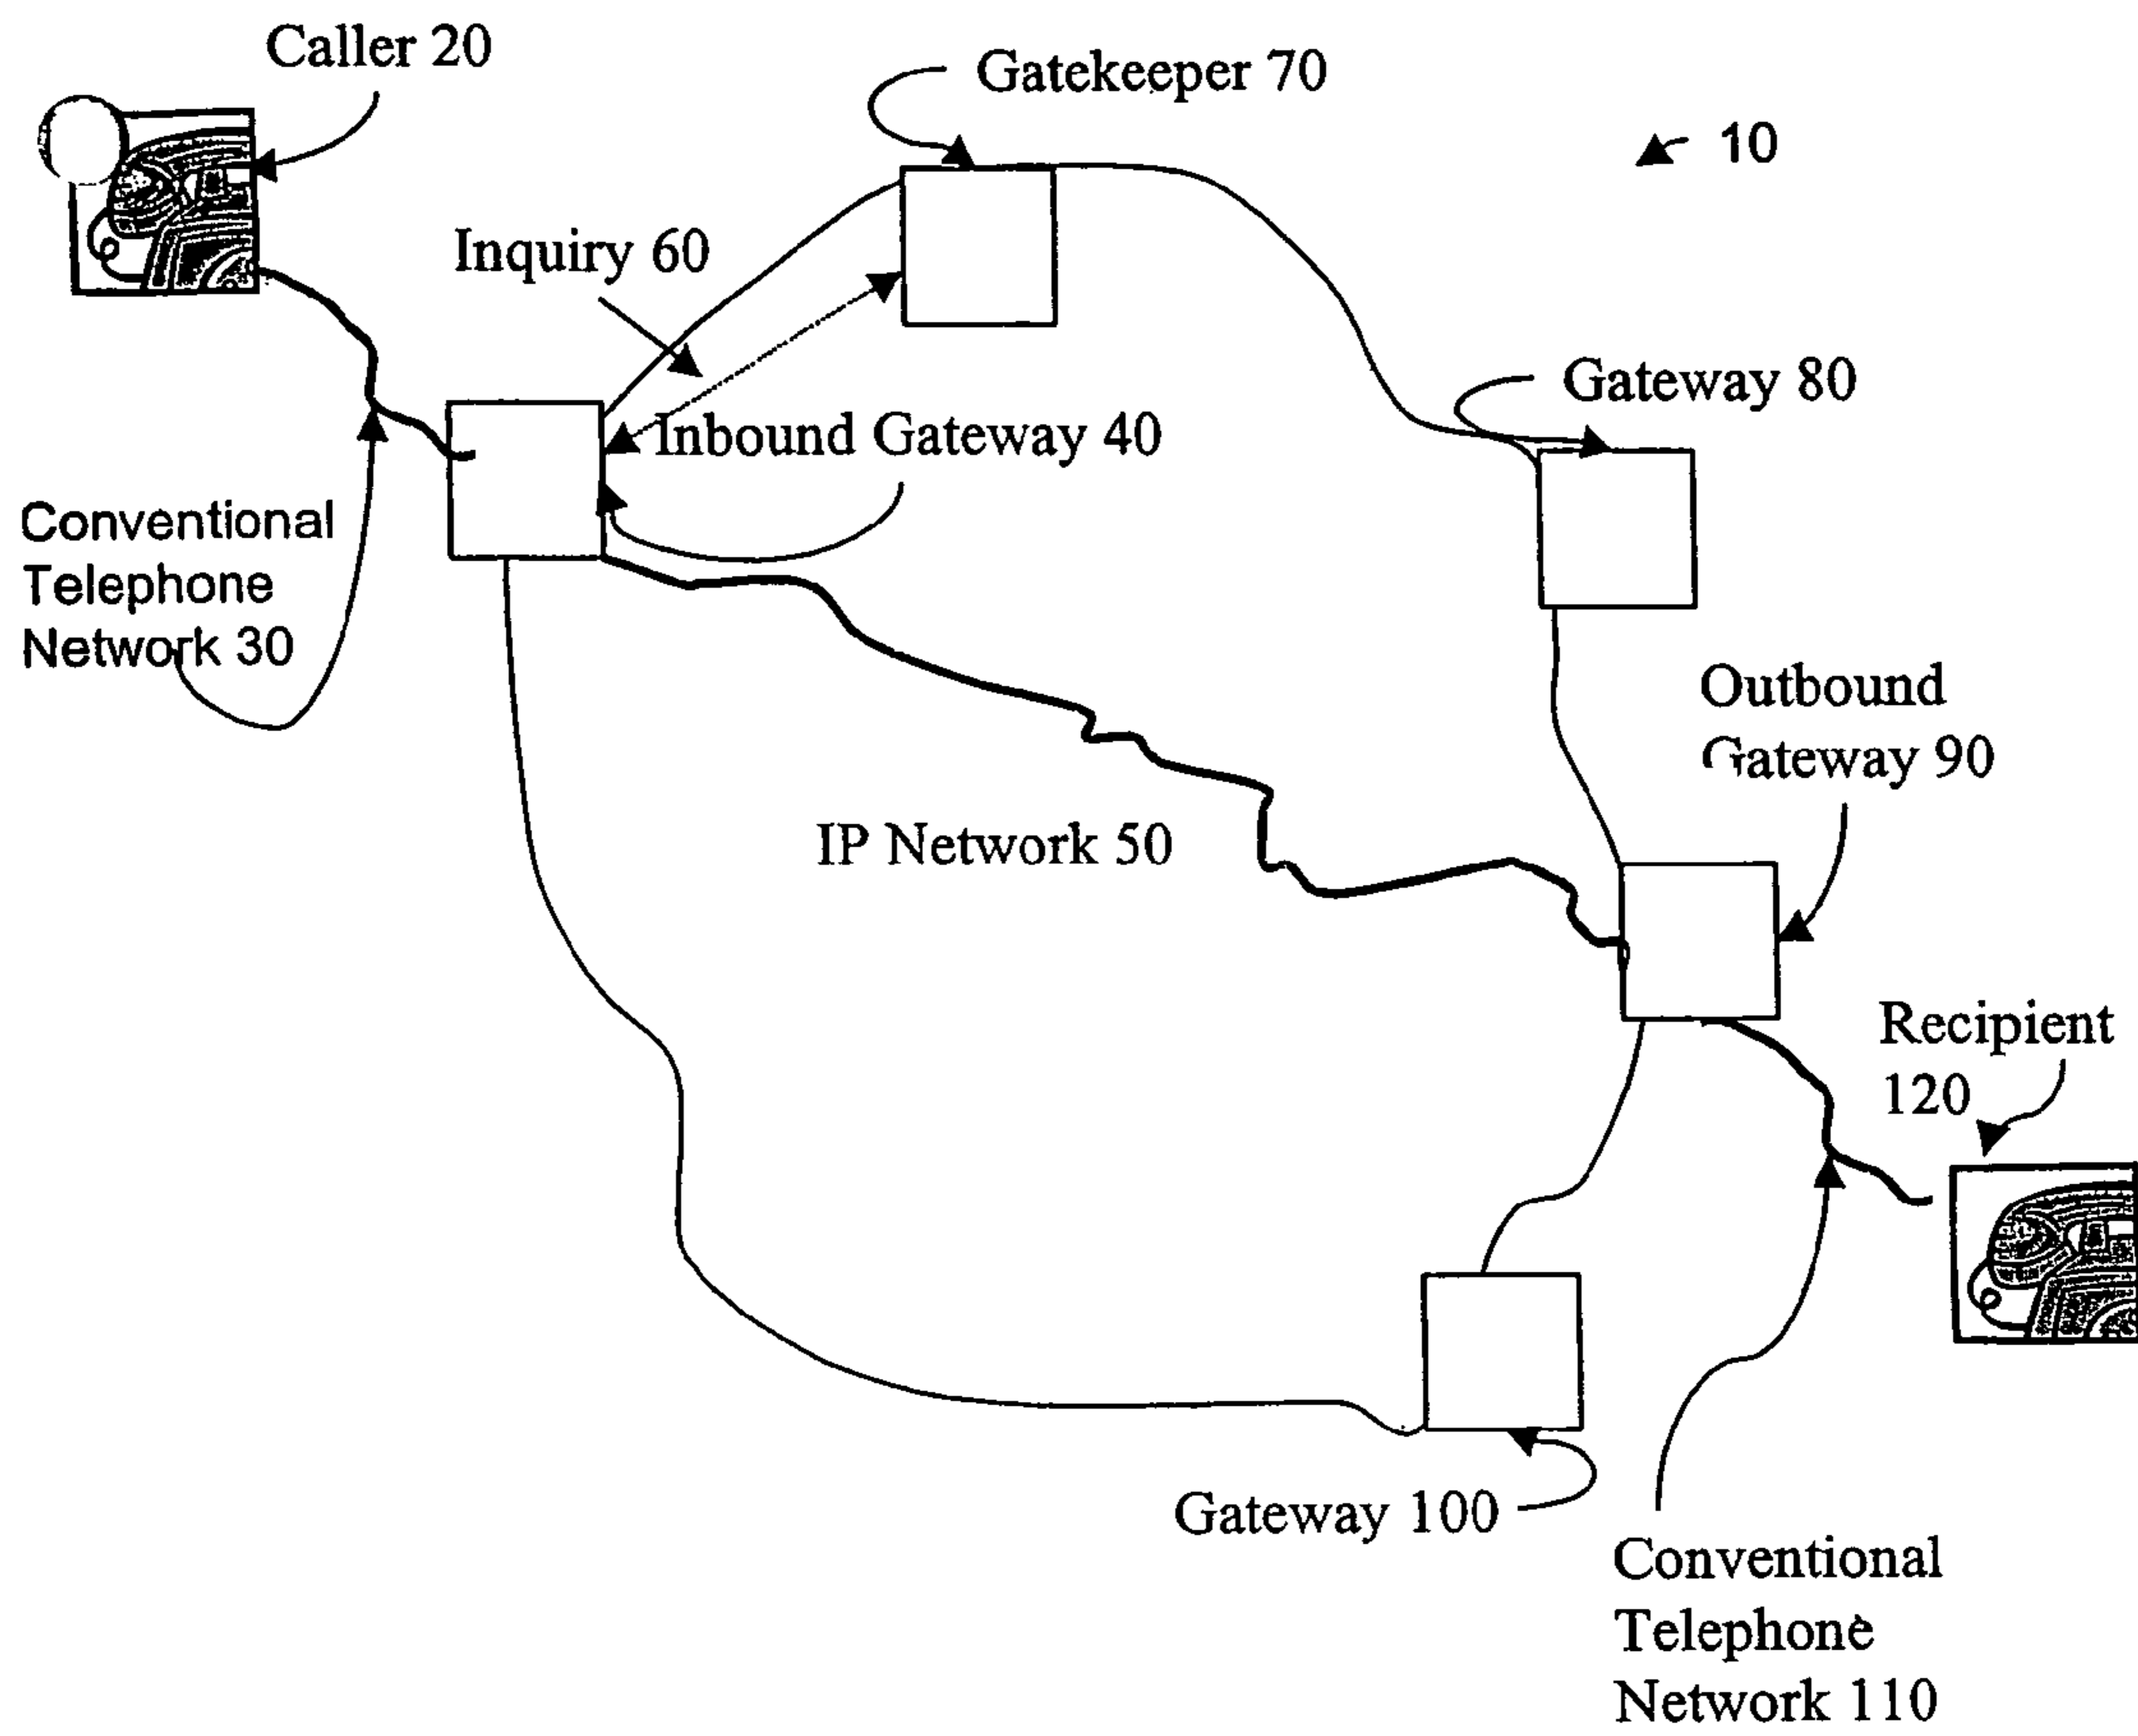 Caller 20
Gatekeeper 70
10
Inquiry 60
Gateway 80
Inbound Gateway 40
Conventional
Telephone
Network 30
Outbound
Gateway 90
IP Network 50
Recipient
120
Gateway 100
Conventional
Telephone
Network 110